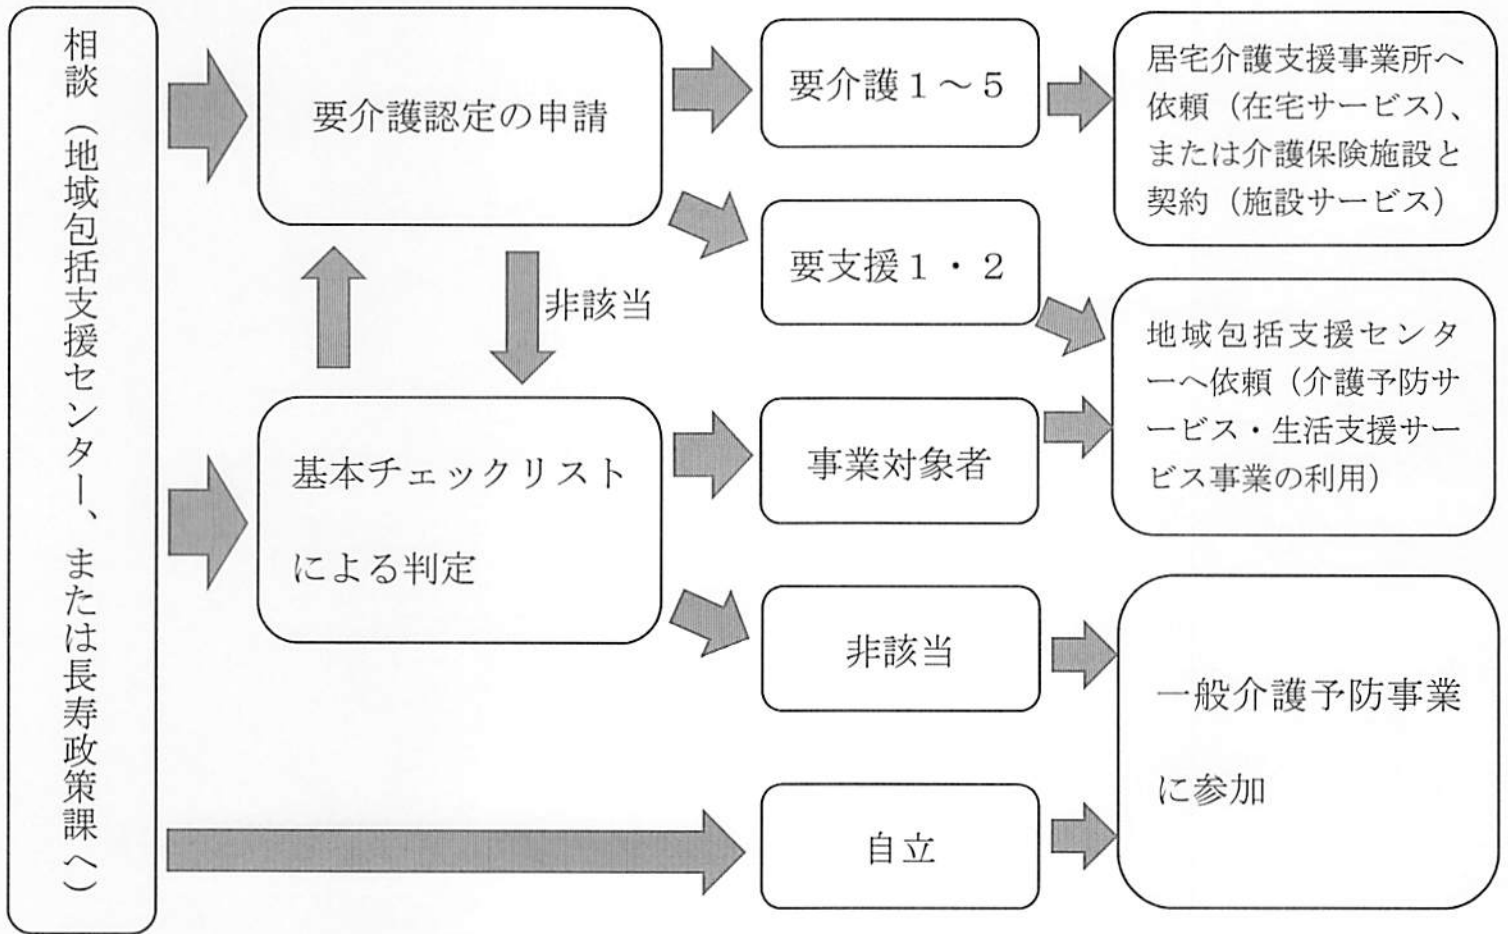 相談（地域包括支援センター、または長寿政策課へ）
要介護認定の申請
要介護１～５
居宅介護支援事業所へ
依頼（在宅サービス）、
または介護保険施設と
契約（施設サービス）
要支援１・２
非該当
地域包括支援センタ
ーへ依頼（介護予防サ
ービス・生活支援サー
ビス事業の利用）
基本チェックリスト
による判定
事業対象者
非該当
一般介護予防事業
に参加
自立